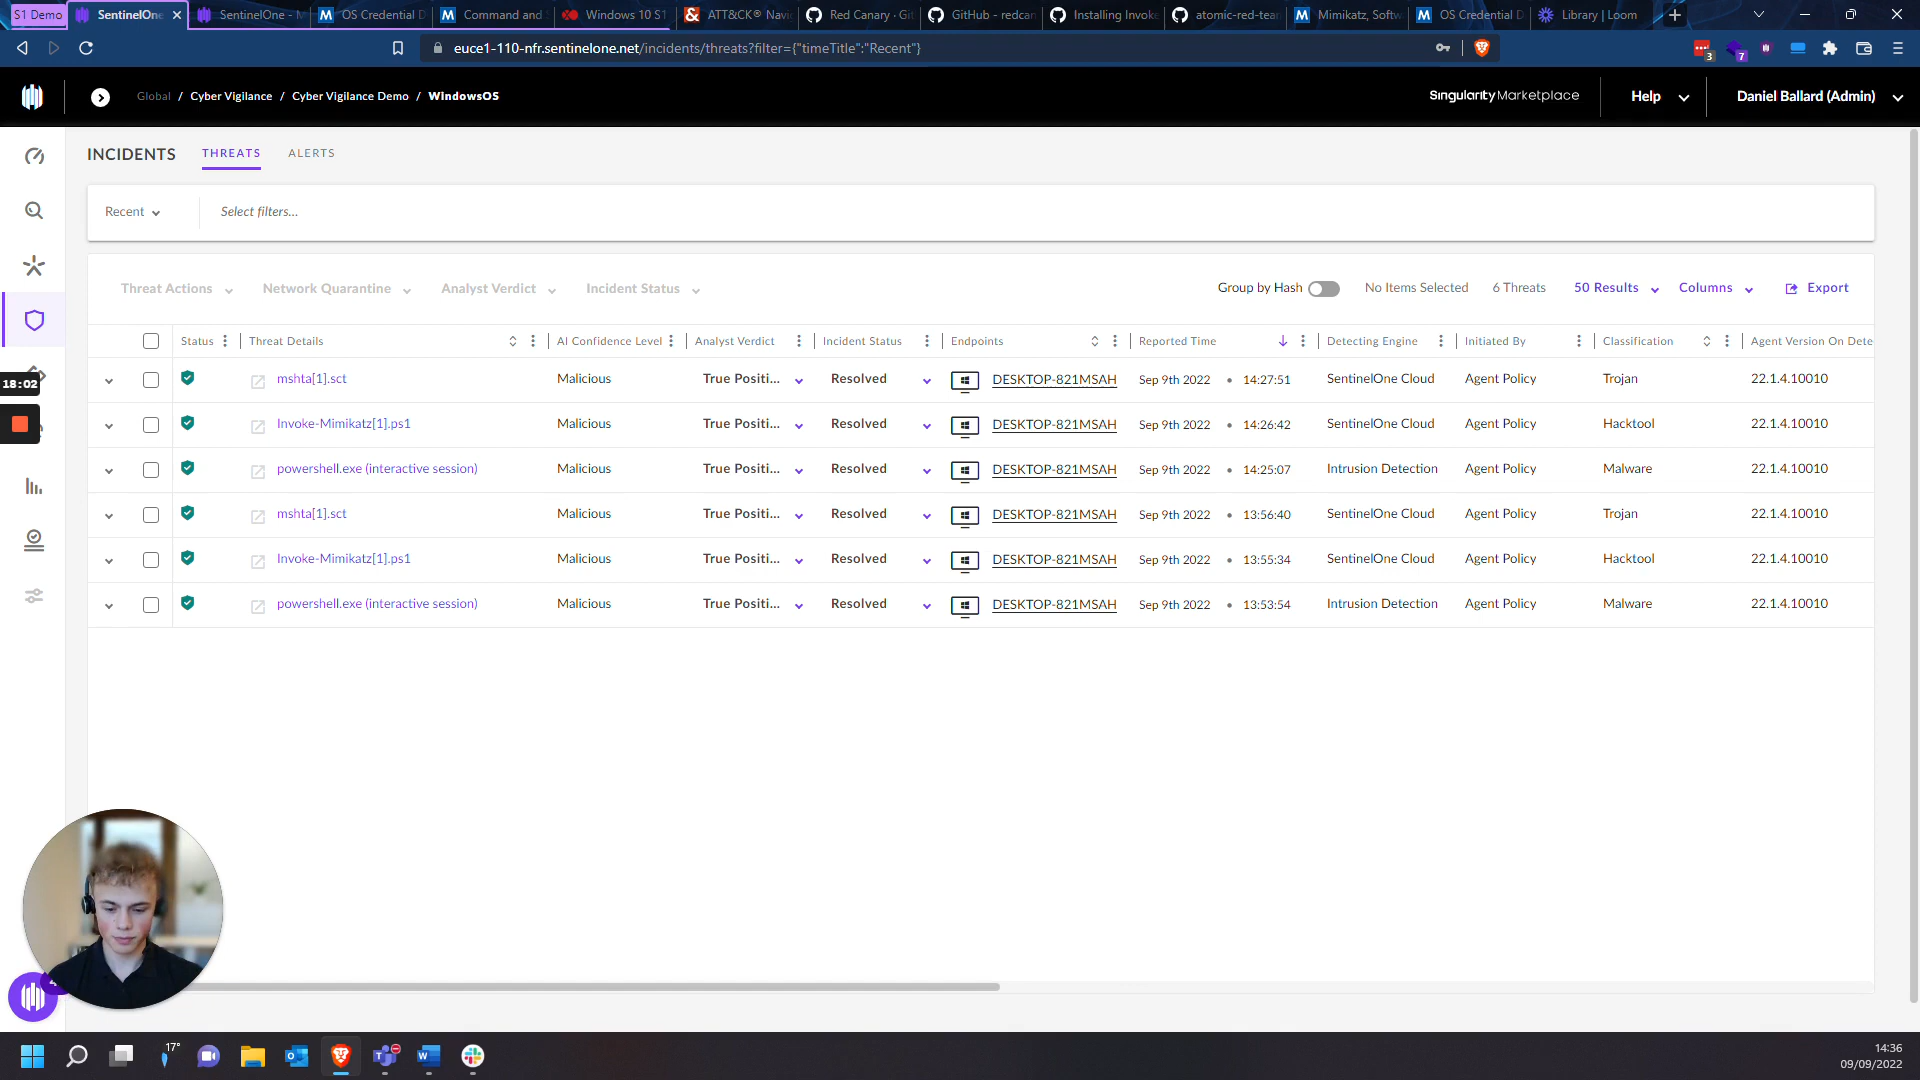 S1 Demo
SentinelOne
SentinelOne - M
OS Credential D
Command and
Windows 10 S1
ATT&CK® Navi
Red Canary · Git
GitHub - redcan
Installing Invoke
atomic-red-tea
Mimikatz, Softw
OS Credential D
Library | Loom
euce1-110-nfr.sentinelone.net/incidents/threats?filter={"timeTitle":"Recent"}
3
7
Global / Cyber Vigilance / Cyber Vigilance Demo / WindowsOS
Singularity Marketplace
Help
Daniel Ballard (Admin)
INCIDENTS
THREATS
ALERTS
Recent
Select filters...
Threat Actions
Network Quarantine
Analyst Verdict
Incident Status
Group by Hash
No Items Selected
6 Threats
50 Results
Columns
Export
Status
Threat Details
AI Confidence Level
Analyst Verdict
Incident Status
Endpoints
Reported Time
Detecting Engine
Initiated By
Classification
Agent Version On Dete
mshta[1].sct Malicious True Positi... Resolved DESKTOP-821MSAH Sep 9th 2022 • 14:27:51 SentinelOne Cloud Agent Policy Trojan 22.1.4.10010
Invoke-Mimikatz[1].ps1 Malicious True Positi... Resolved DESKTOP-821MSAH Sep 9th 2022 • 14:26:42 SentinelOne Cloud Agent Policy Hacktool 22.1.4.10010
powershell.exe (interactive session) Malicious True Positi... Resolved DESKTOP-821MSAH Sep 9th 2022 • 14:25:07 Intrusion Detection Agent Policy Malware 22.1.4.10010
mshta[1].sct Malicious True Positi... Resolved DESKTOP-821MSAH Sep 9th 2022 • 13:56:40 SentinelOne Cloud Agent Policy Trojan 22.1.4.10010
Invoke-Mimikatz[1].ps1 Malicious True Positi... Resolved DESKTOP-821MSAH Sep 9th 2022 • 13:55:34 SentinelOne Cloud Agent Policy Hacktool 22.1.4.10010
powershell.exe (interactive session) Malicious True Positi... Resolved DESKTOP-821MSAH Sep 9th 2022 • 13:53:54 Intrusion Detection Agent Policy Malware 22.1.4.10010
18:02
17°
14:36
09/09/2022